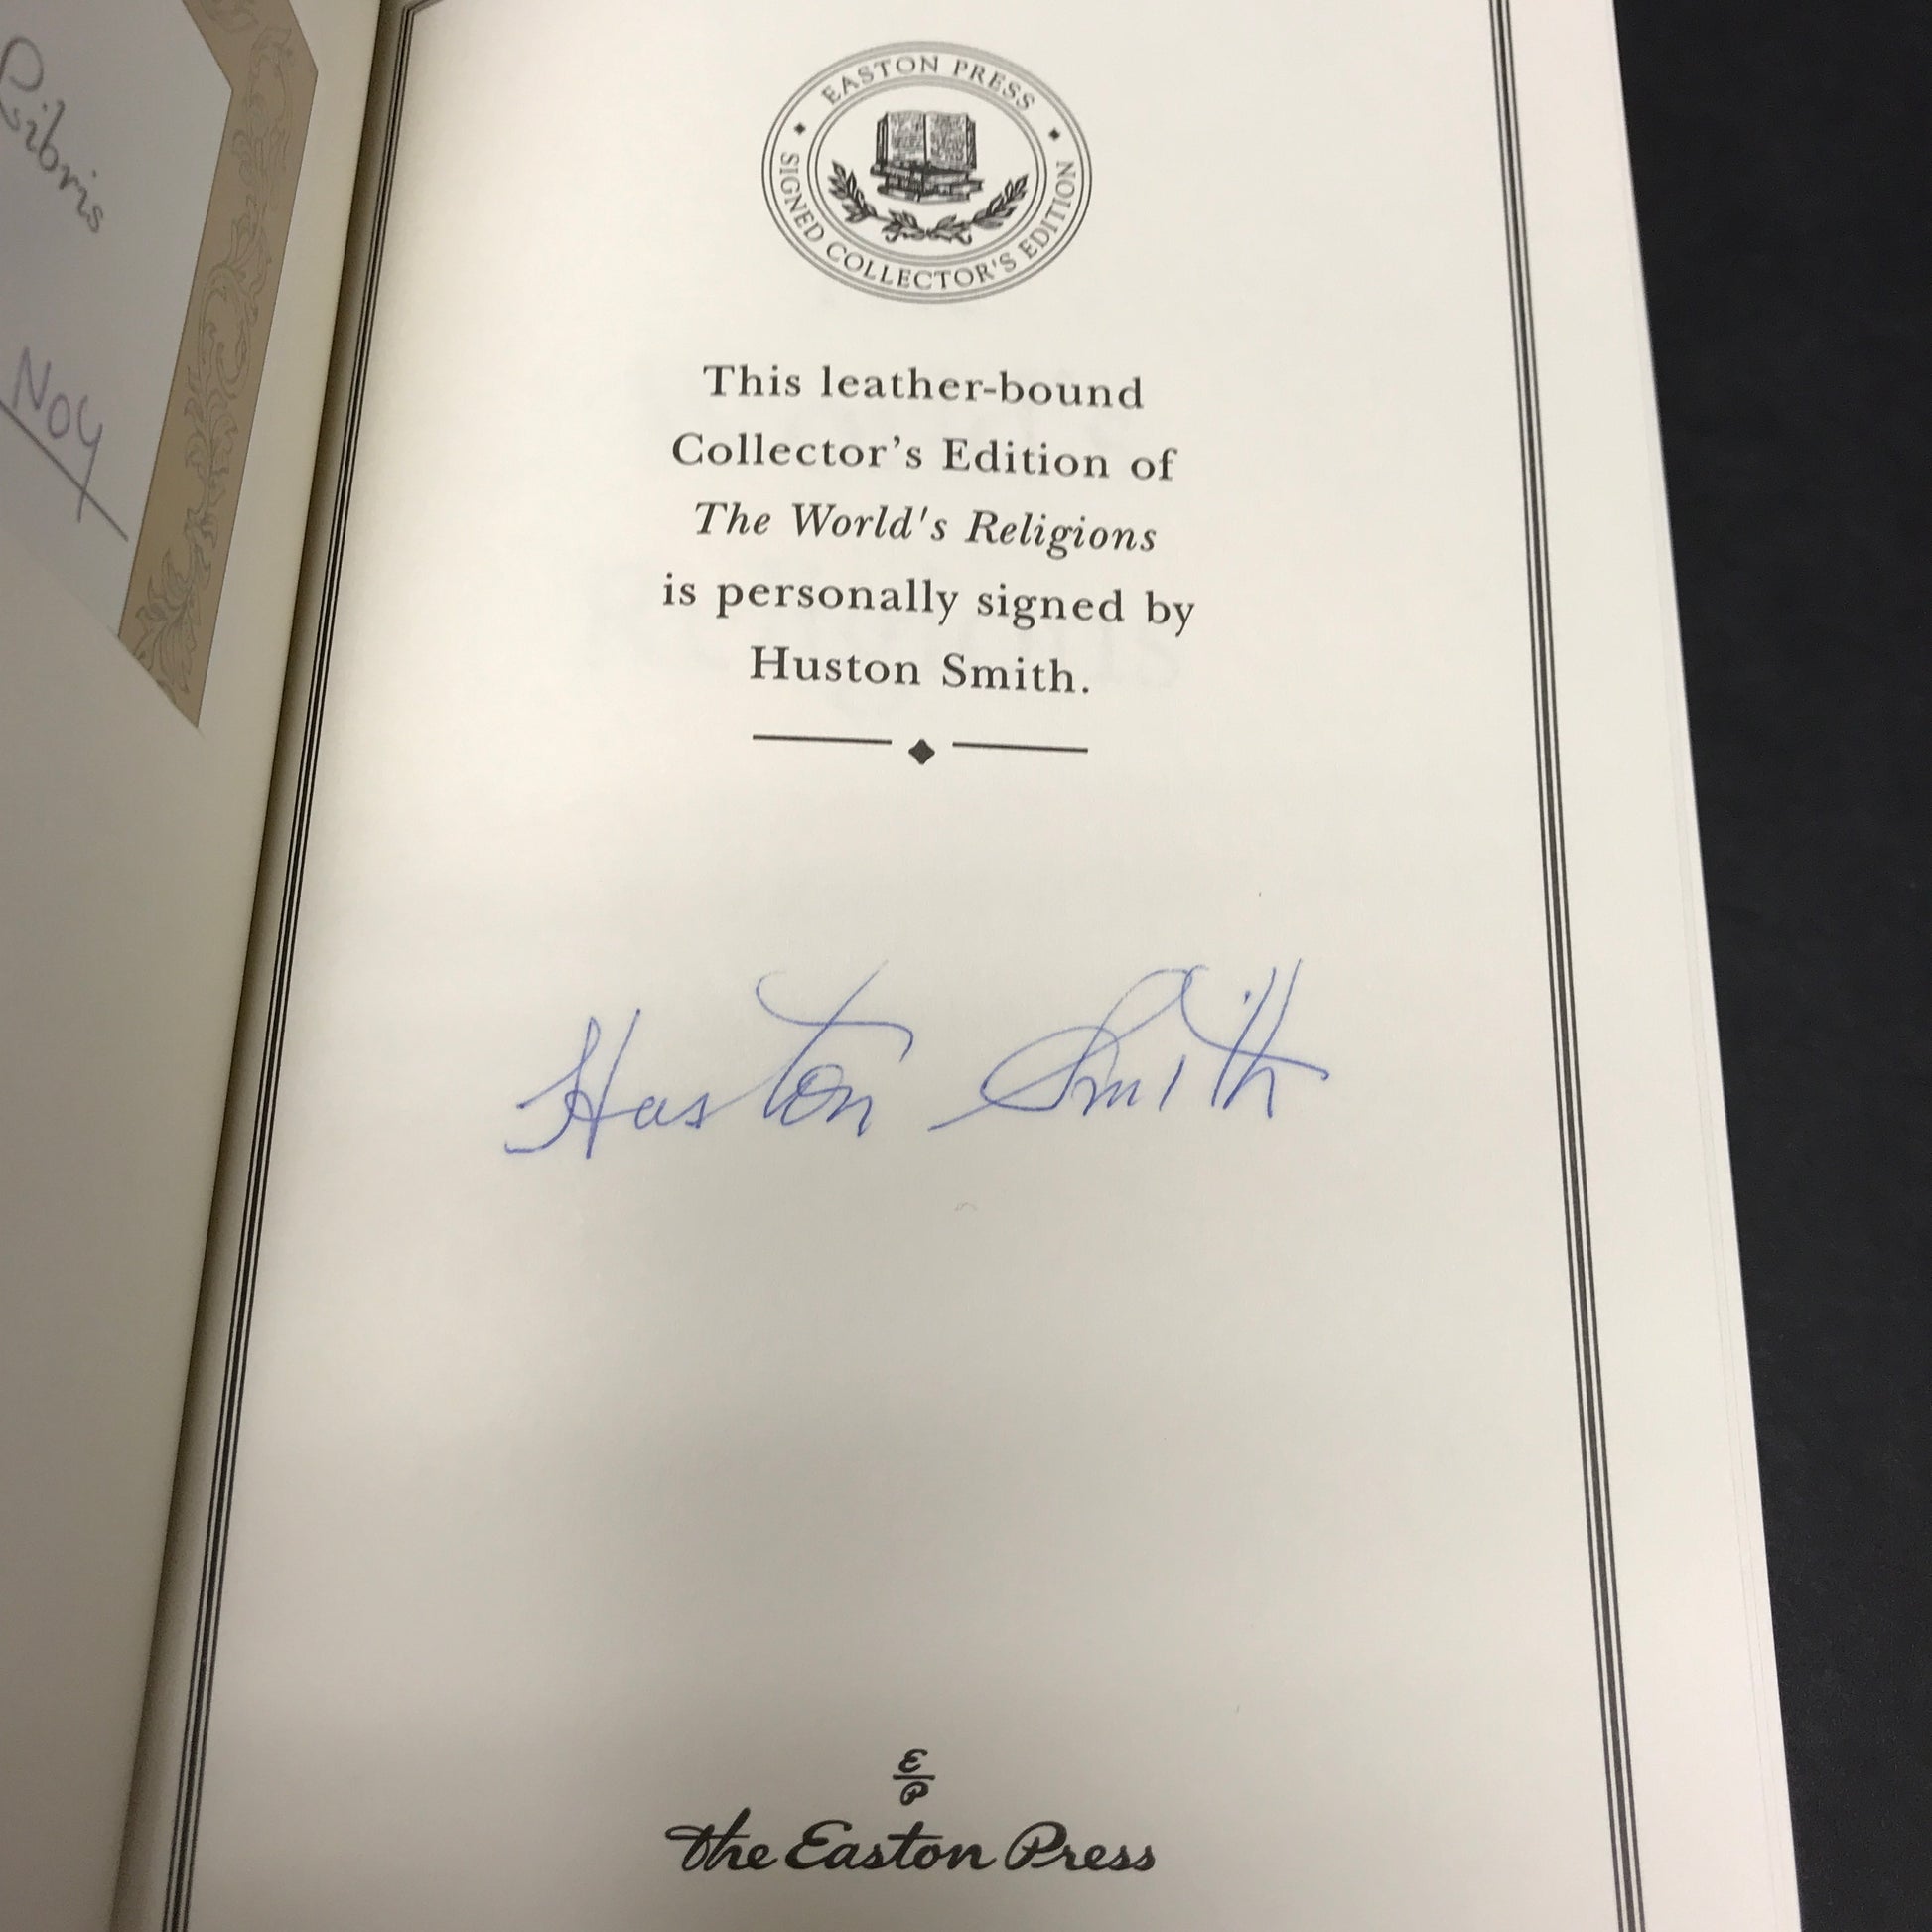 Libris
Noy
EASTON PRESS
SIGNED COLLECTOR'S EDITION
This leather-bound
Collector's Edition of
The World's Religions
is personally signed by
Huston Smith.
Huston Smith
E
P
The Easton Press